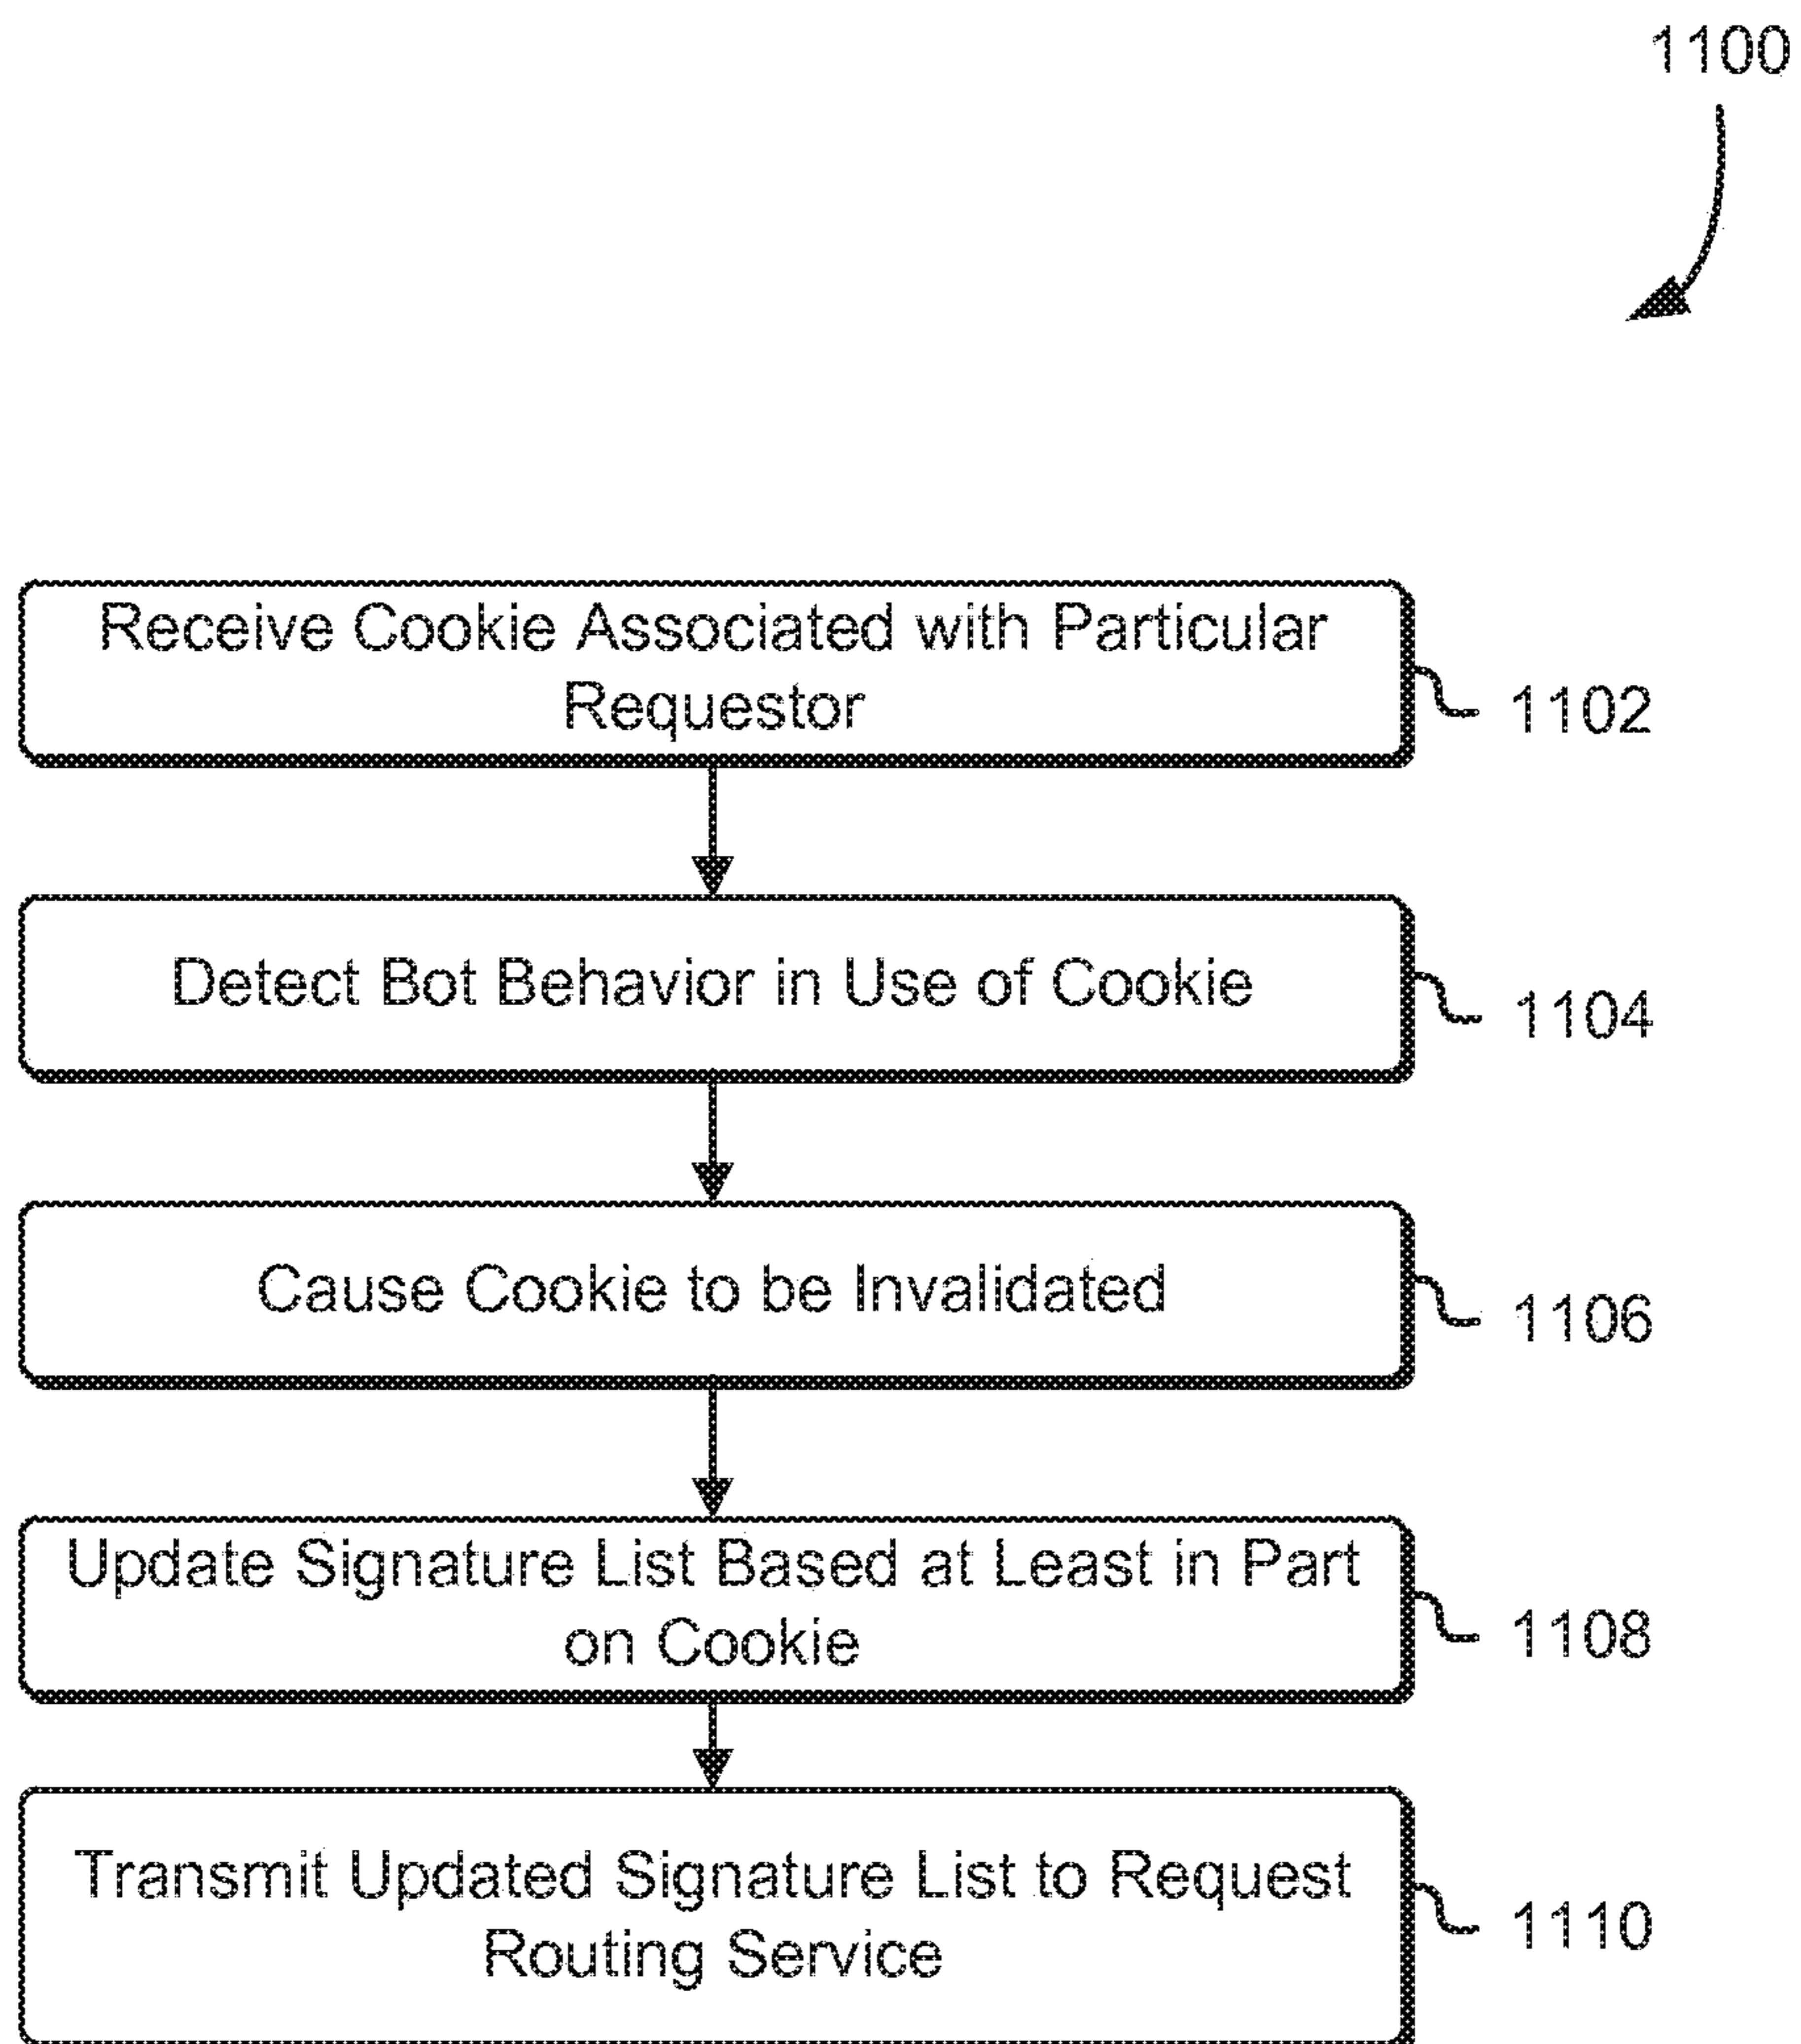 1100
Receive Cookie Associated with Particular
Requestor
1102
Detect Bot Behavior in Use of Cookie
1104
Cause Cookie to be Invalidated
1106
Update Signature List Based at Least in Part
on Cookie
1108
Transmit Updated Signature List to Request
Routing Service
1110